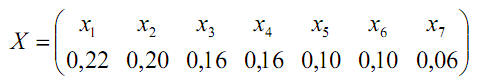 X = ( x₁ x₂ x₃ x₄ x₅ x₆ x₇
0,22 0,20 0,16 0,16 0,10 0,10 0,06 )